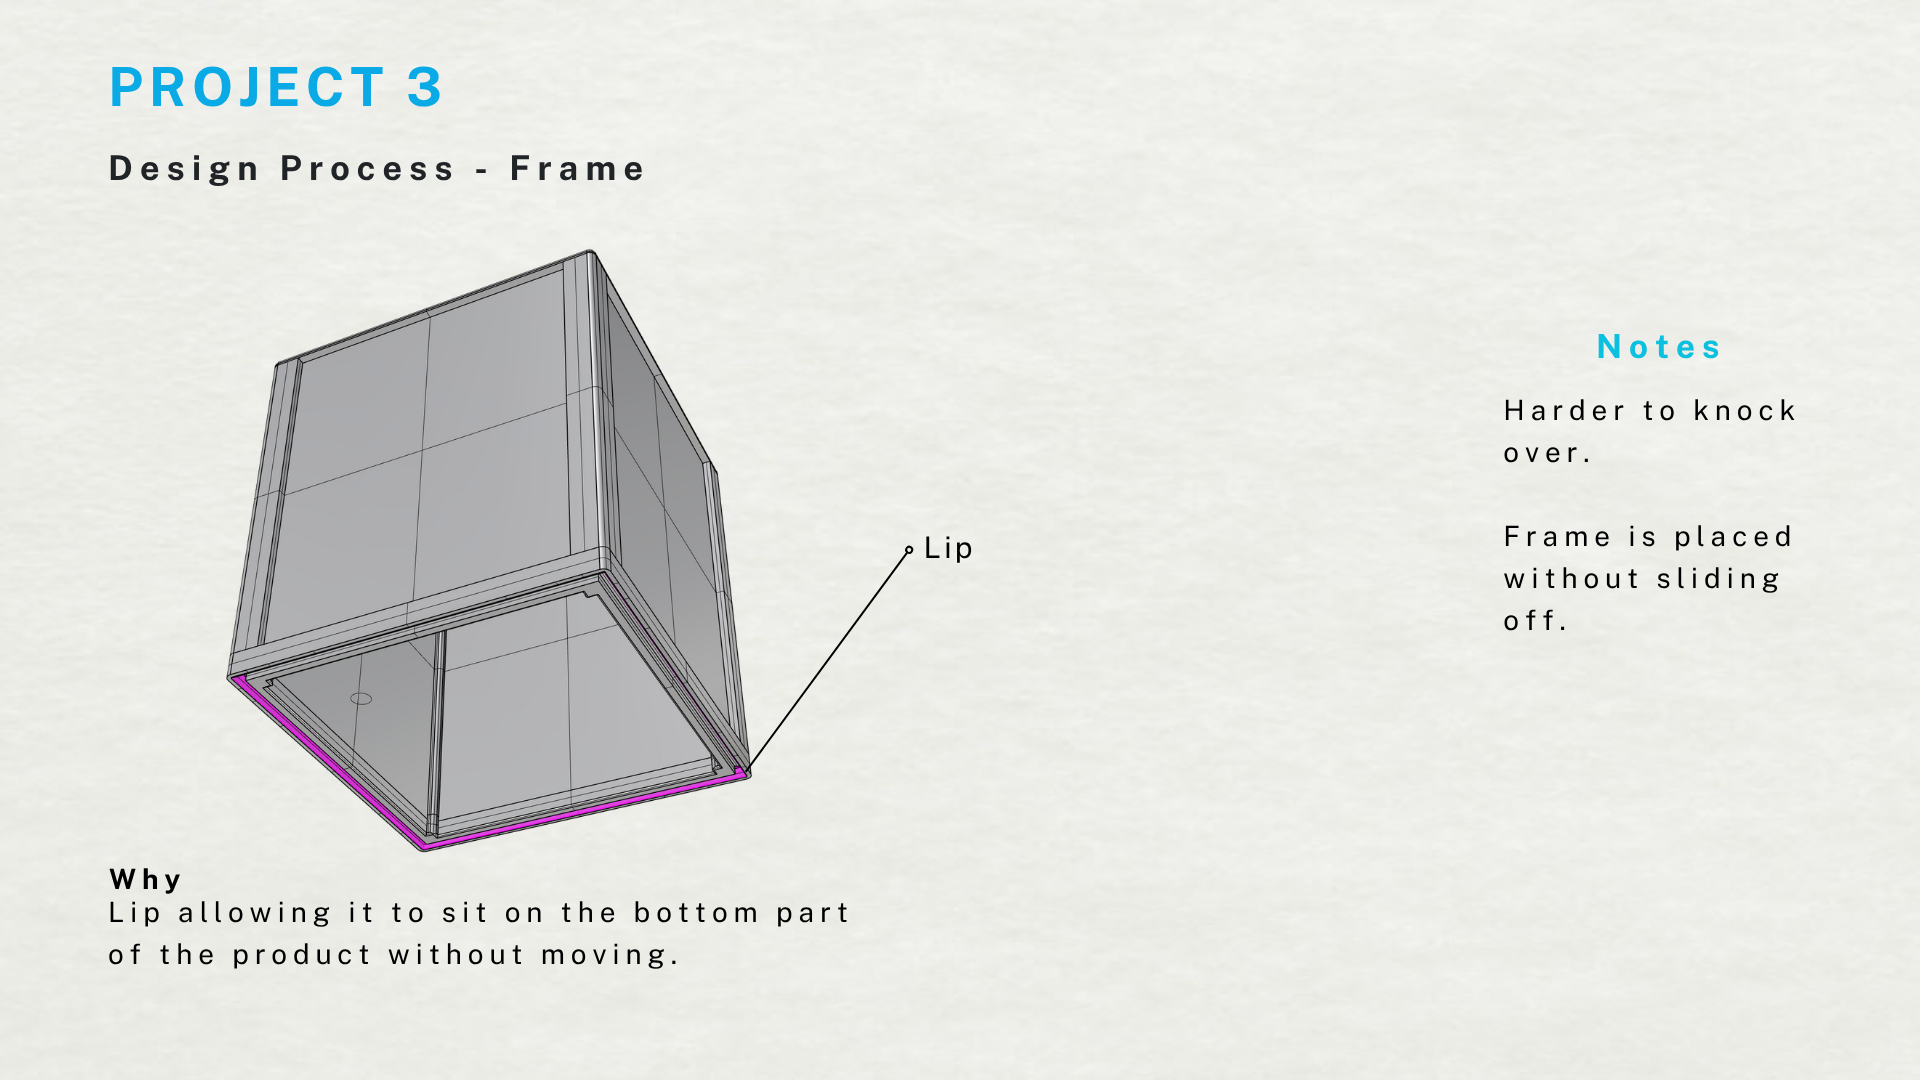 PROJECT 3
Design Process - Frame
Lip
Why
Lip allowing it to sit on the bottom part
of the product without moving.
Notes
Harder to knock
over.
Frame is placed
without sliding
off.